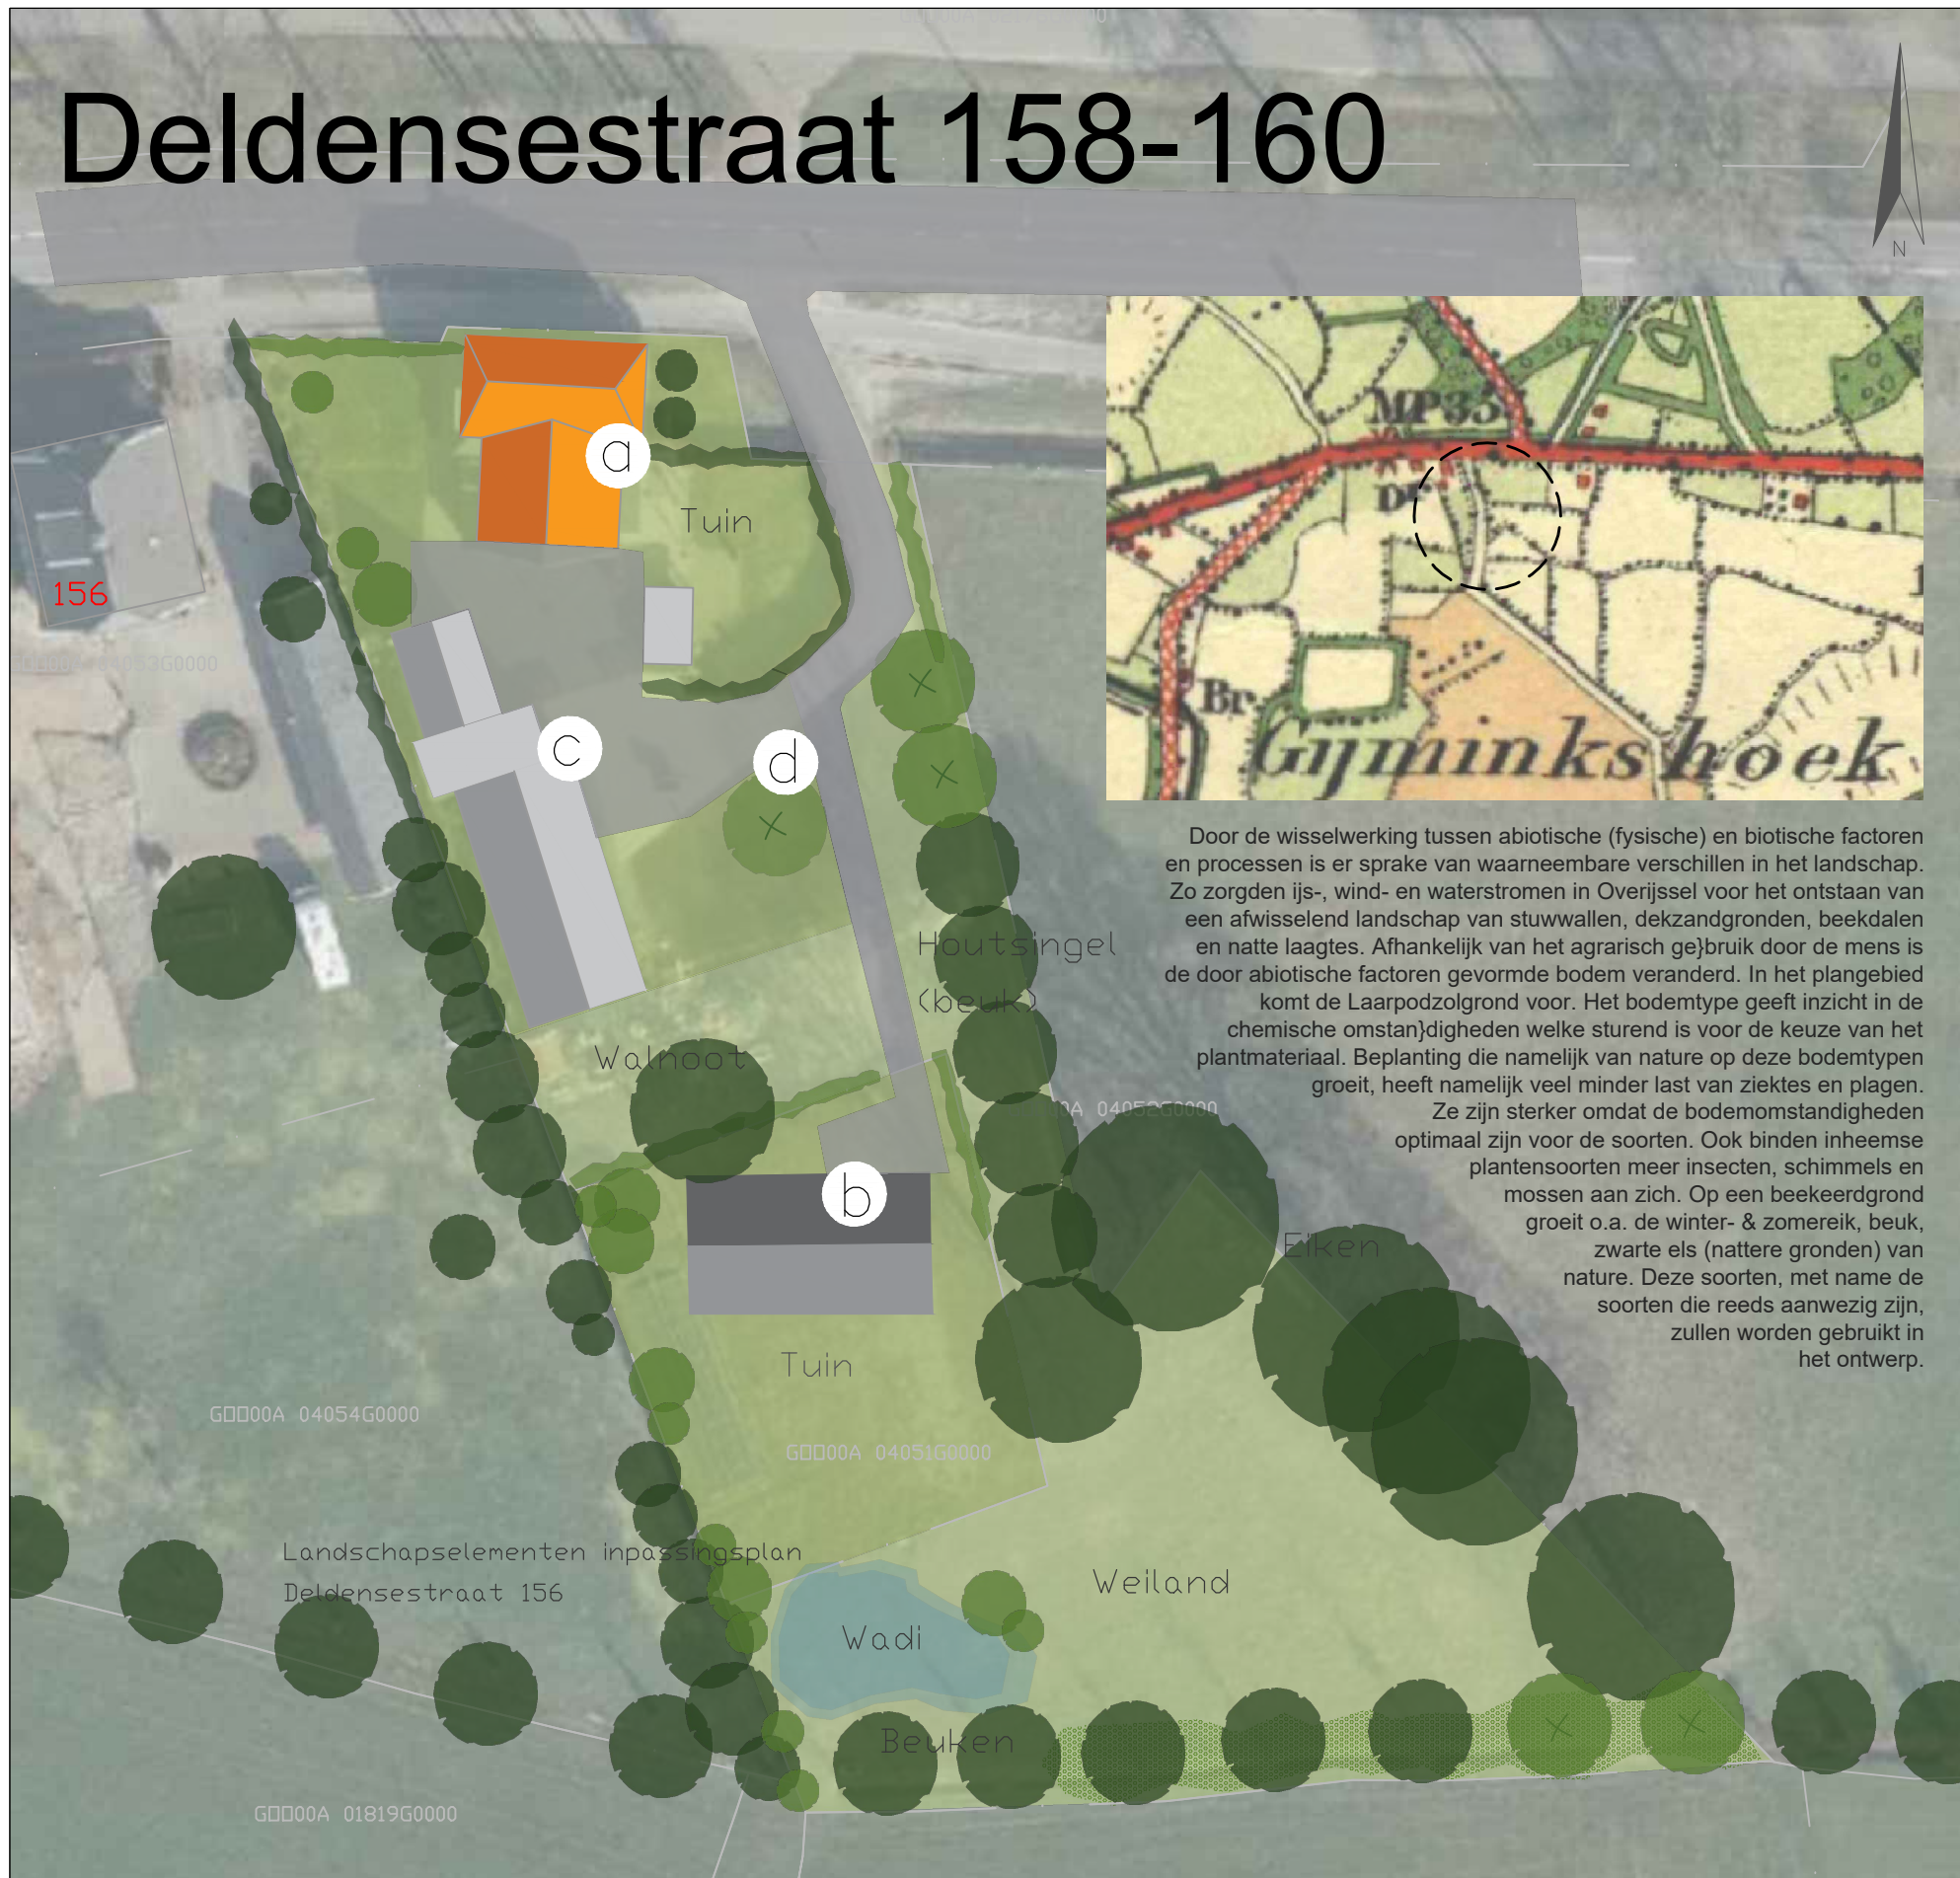 Deldensestraat 158-160
N
a
Tuin
156
c
d
MP35
Br
Gijminkshoek
Door de wisselwerking tussen abiotische (fysische) en biotische factoren
en processen is er sprake van waarneembare verschillen in het landschap.
Zo zorgden ijs-, wind- en waterstromen in Overijssel voor het ontstaan van
een afwisselend landschap van stuwwallen, dekzandgronden, beekdalen
en natte laagtes. Afhankelijk van het agrarisch ge}bruik door de mens is
de door abiotische factoren gevormde bodem veranderd. In het plangebied
komt de Laarpodzolgrond voor. Het bodemtype geeft inzicht in de
chemische omstan}digheden welke sturend is voor de keuze van het
plantmateriaal. Beplanting die namelijk van nature op deze bodemtypen
groeit, heeft namelijk veel minder last van ziektes en plagen.
Ze zijn sterker omdat de bodemomstandigheden
optimaal zijn voor de soorten. Ook binden inheemse
plantensoorten meer insecten, schimmels en
mossen aan zich. Op een beekeerdgrond
groeit o.a. de winter- & zomereik, beuk,
zwarte els (nattere gronden) van
nature. Deze soorten, met name de
soorten die reeds aanwezig zijn,
zullen worden gebruikt in
het ontwerp.
Houtsingel
(beuk)
Walnoot
0A 04052G0000
b
Eiken
Tuin
G□□00A 04054G0000
G□□00A 04051G0000
Landschapselementen inpassingsplan
Deldensestraat 156
Weiland
Wadi
Beuken
G□□00A 01819G0000